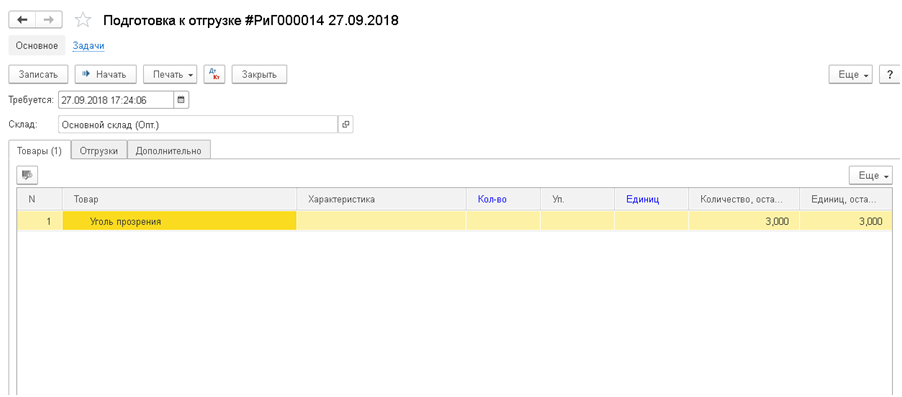 Подготовка к отгрузке #РиГ000014 27.09.2018
Основное Задачи
Записать Начать Печать Дт Кт Закрыть Еще ?
Требуется: 27.09.2018 17:24:06
Склад: Основной склад (Опт.)
Товары (1) Отгрузки Дополнительно
Еще
N Товар Характеристика Кол-во Уп. Единиц Количество, оста... Единиц, оста...
1 Уголь прозрения 3,000 3,000